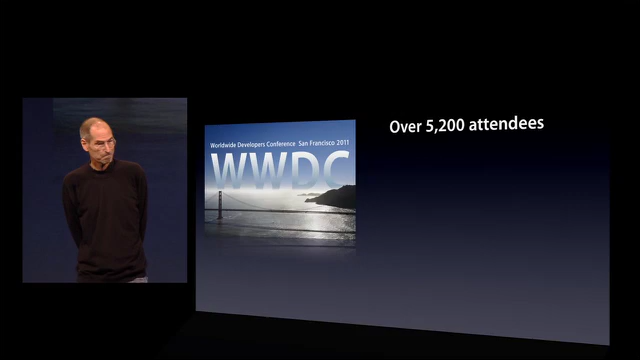 Worldwide Developers Conference San Francisco 2011
WWDC
Over 5,200 attendees